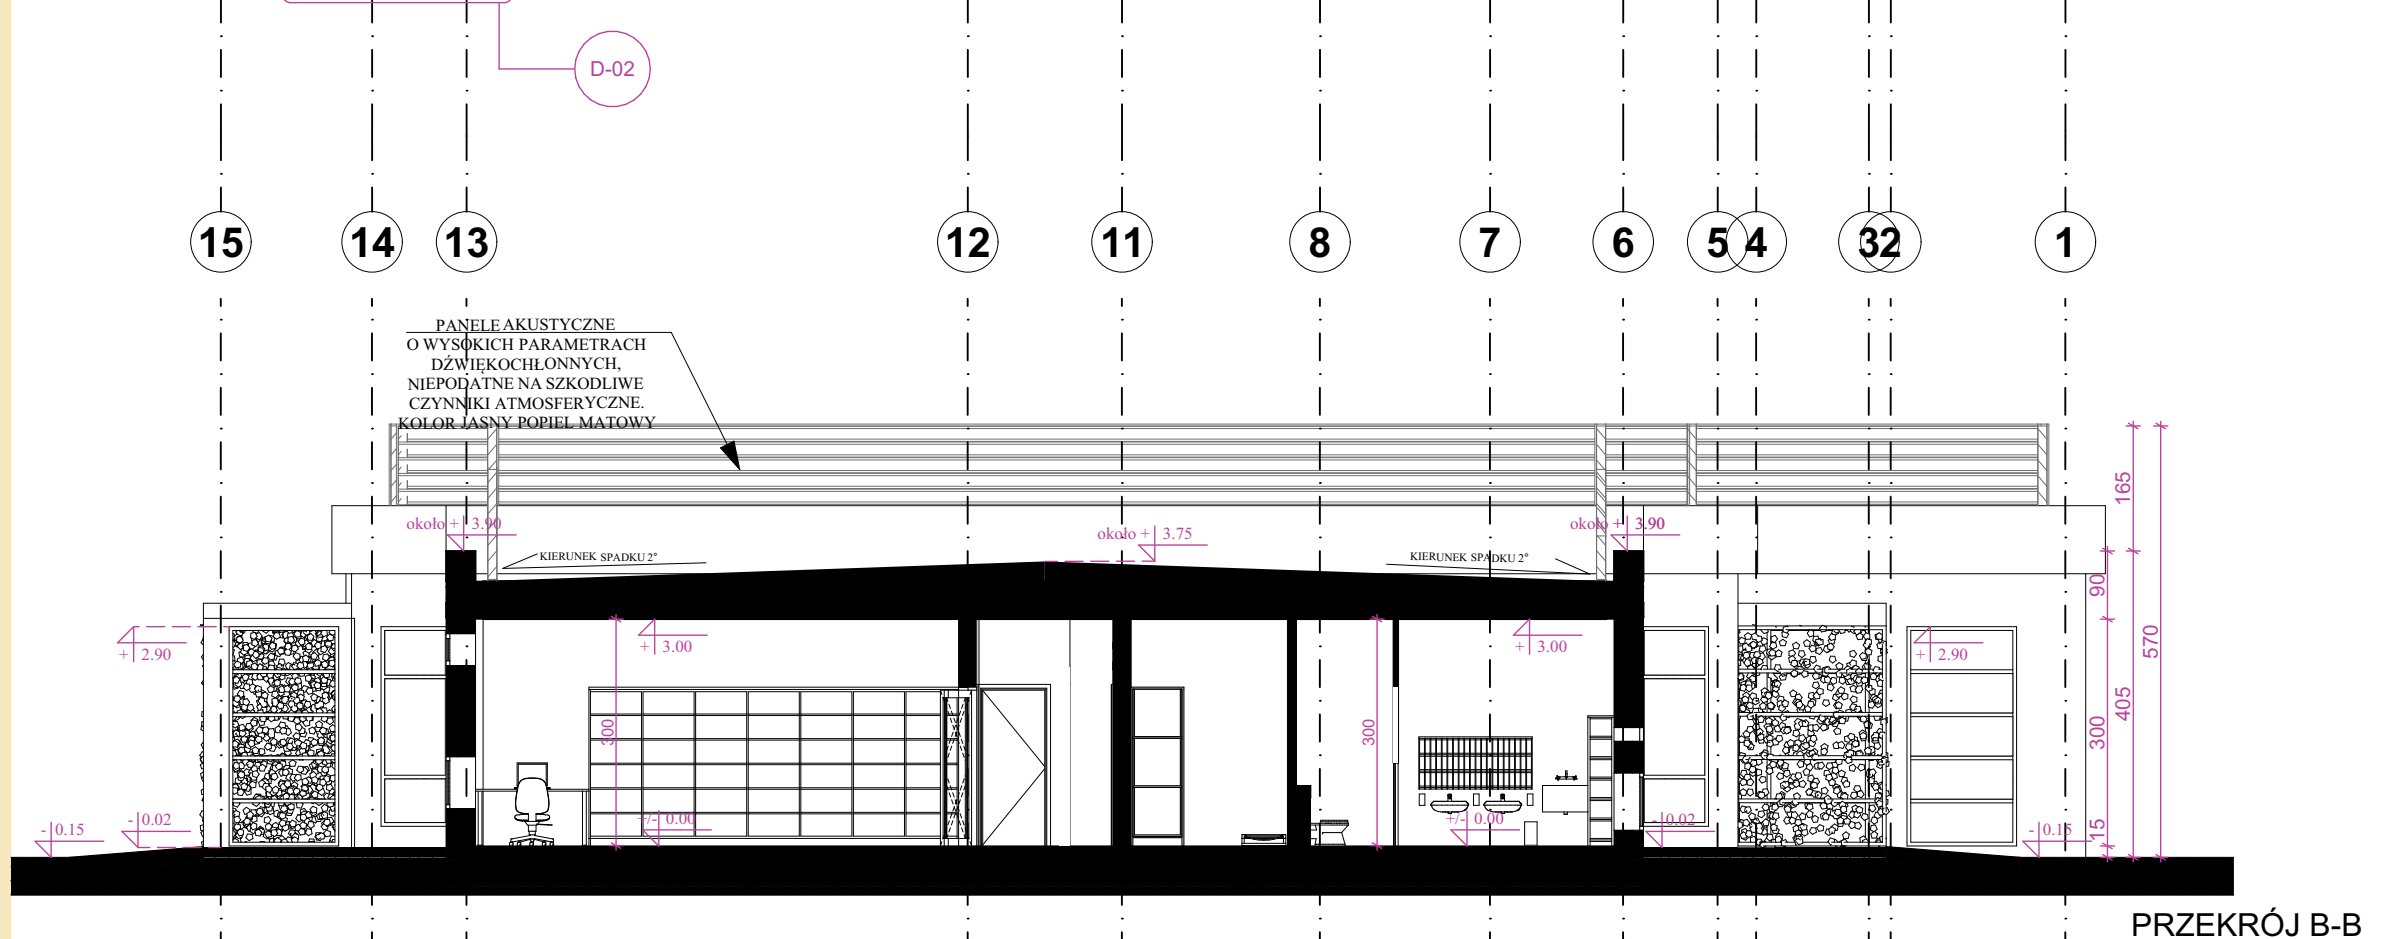 D-02
15 14 13 12 11 8 7 6 5 4 3 2 1
PANELE AKUSTYCZNE
O WYSOKICH PARAMETRACH
DŹWIĘKOCHŁONNYCH,
NIEPODATNE NA SZKODLIWE
CZYNNIKI ATMOSFERYCZNE.
KOLOR JASNY POPIEL MATOWY
około + 3.90
około + 3.75
około + 3.90
KIERUNEK SPADKU 2°
KIERUNEK SPADKU 2°
+ 2.90
+ 3.00
+ 3.00
+ 2.90
300
300
- 0.15
- 0.02
+/- 0.00
+/- 0.00
- 0.02
- 0.15
165
90
570
405
300
15
PRZEKRÓJ B-B